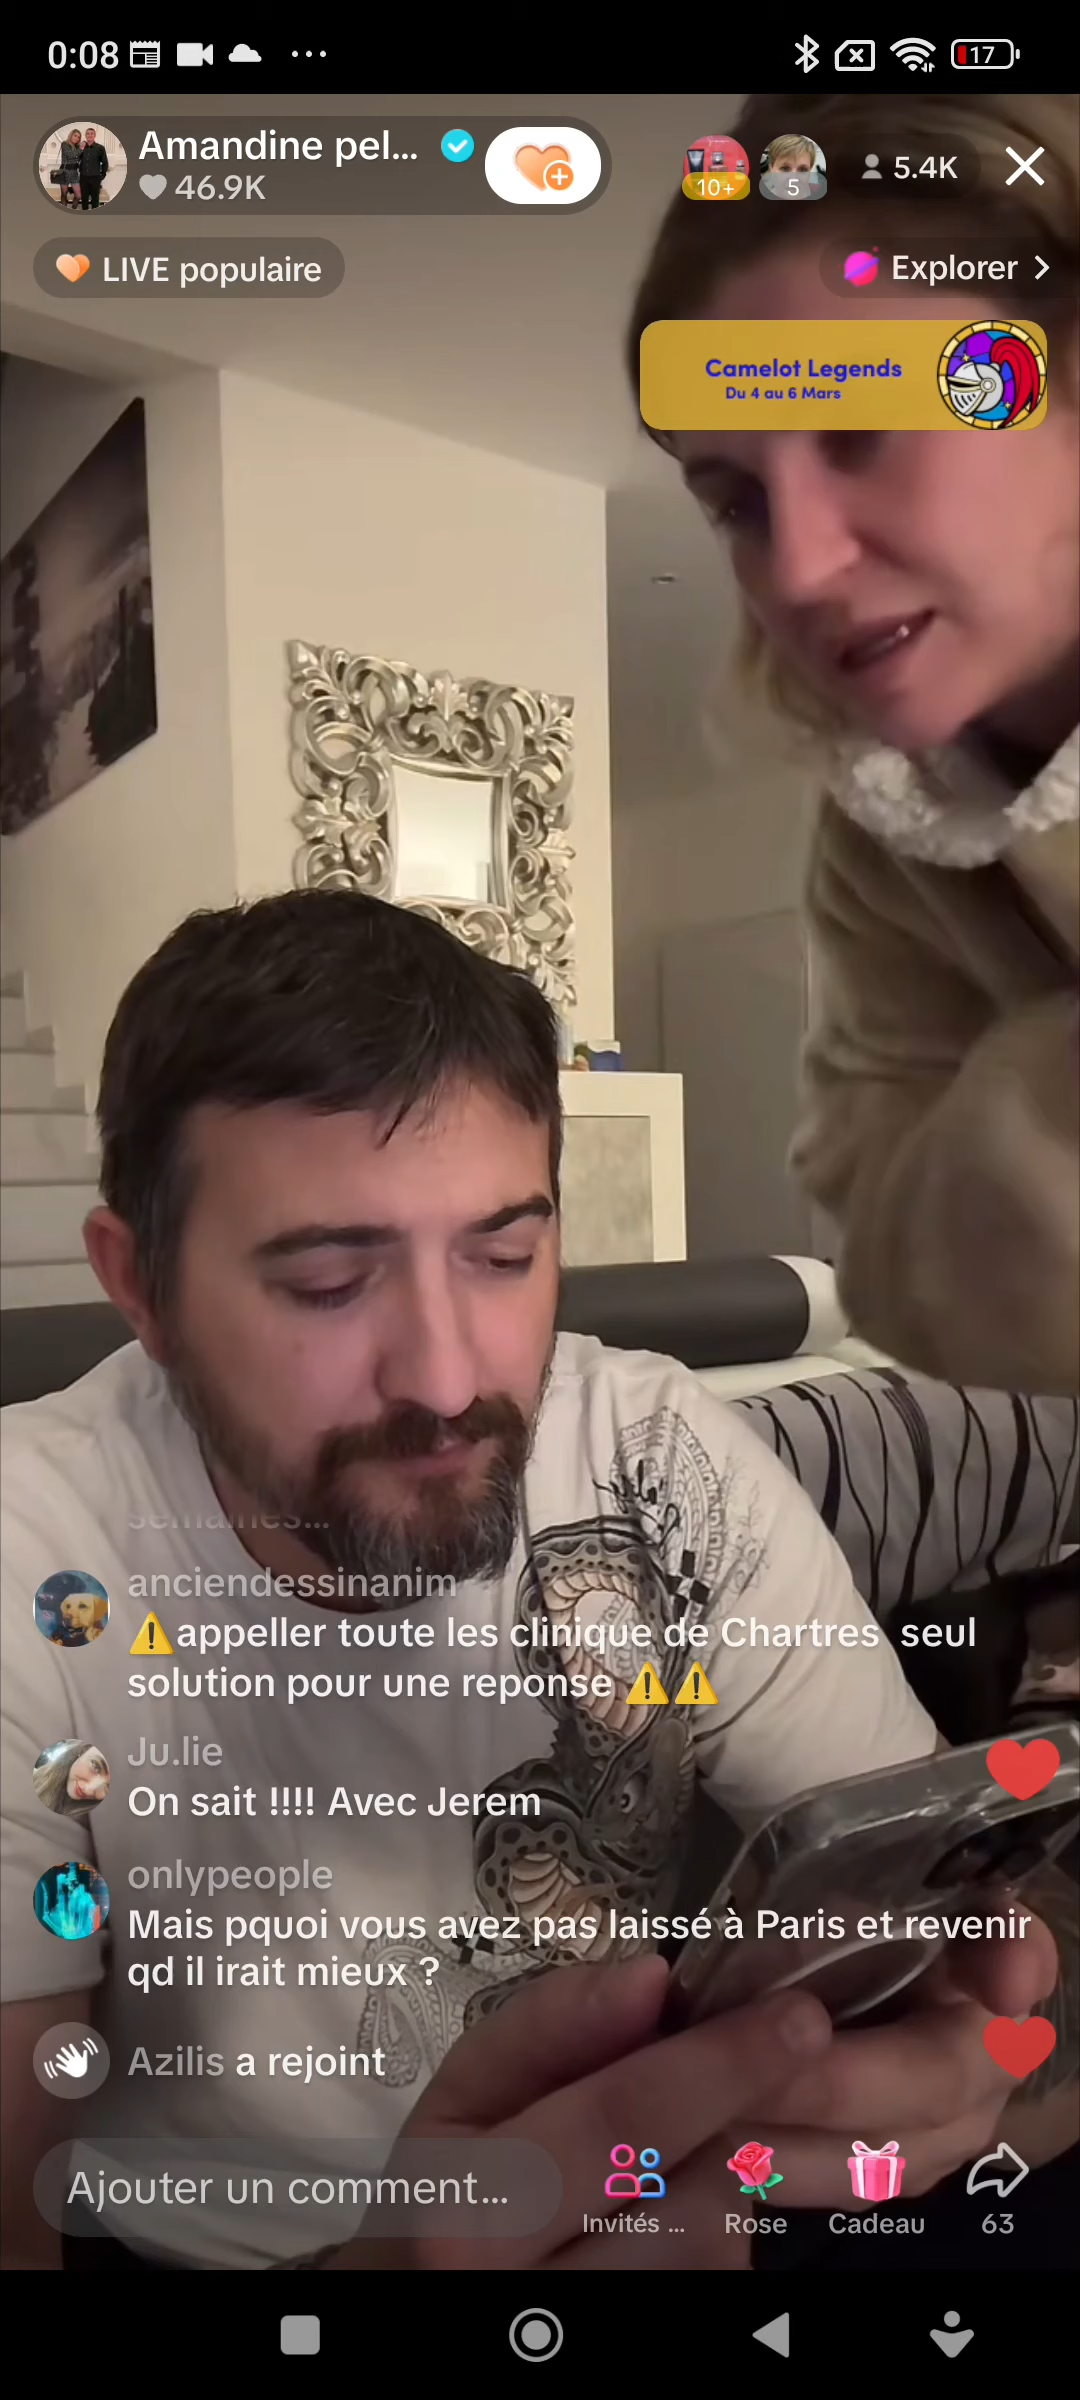 0:08
17
Amandine pel...
46.9K
10+
5
5.4K
LIVE populaire
Explorer
Camelot Legends
Du 4 au 6 Mars
semaines...
anciendessinanim
⚠️appeller toute les clinique de Chartres seul
solution pour une reponse ⚠️⚠️
Ju.lie
On sait !!!! Avec Jerem
onlypeople
Mais pquoi vous avez pas laissé à Paris et revenir
qd il irait mieux ?
Azilis a rejoint
Ajouter un comment...
Invités ...
Rose
Cadeau
63